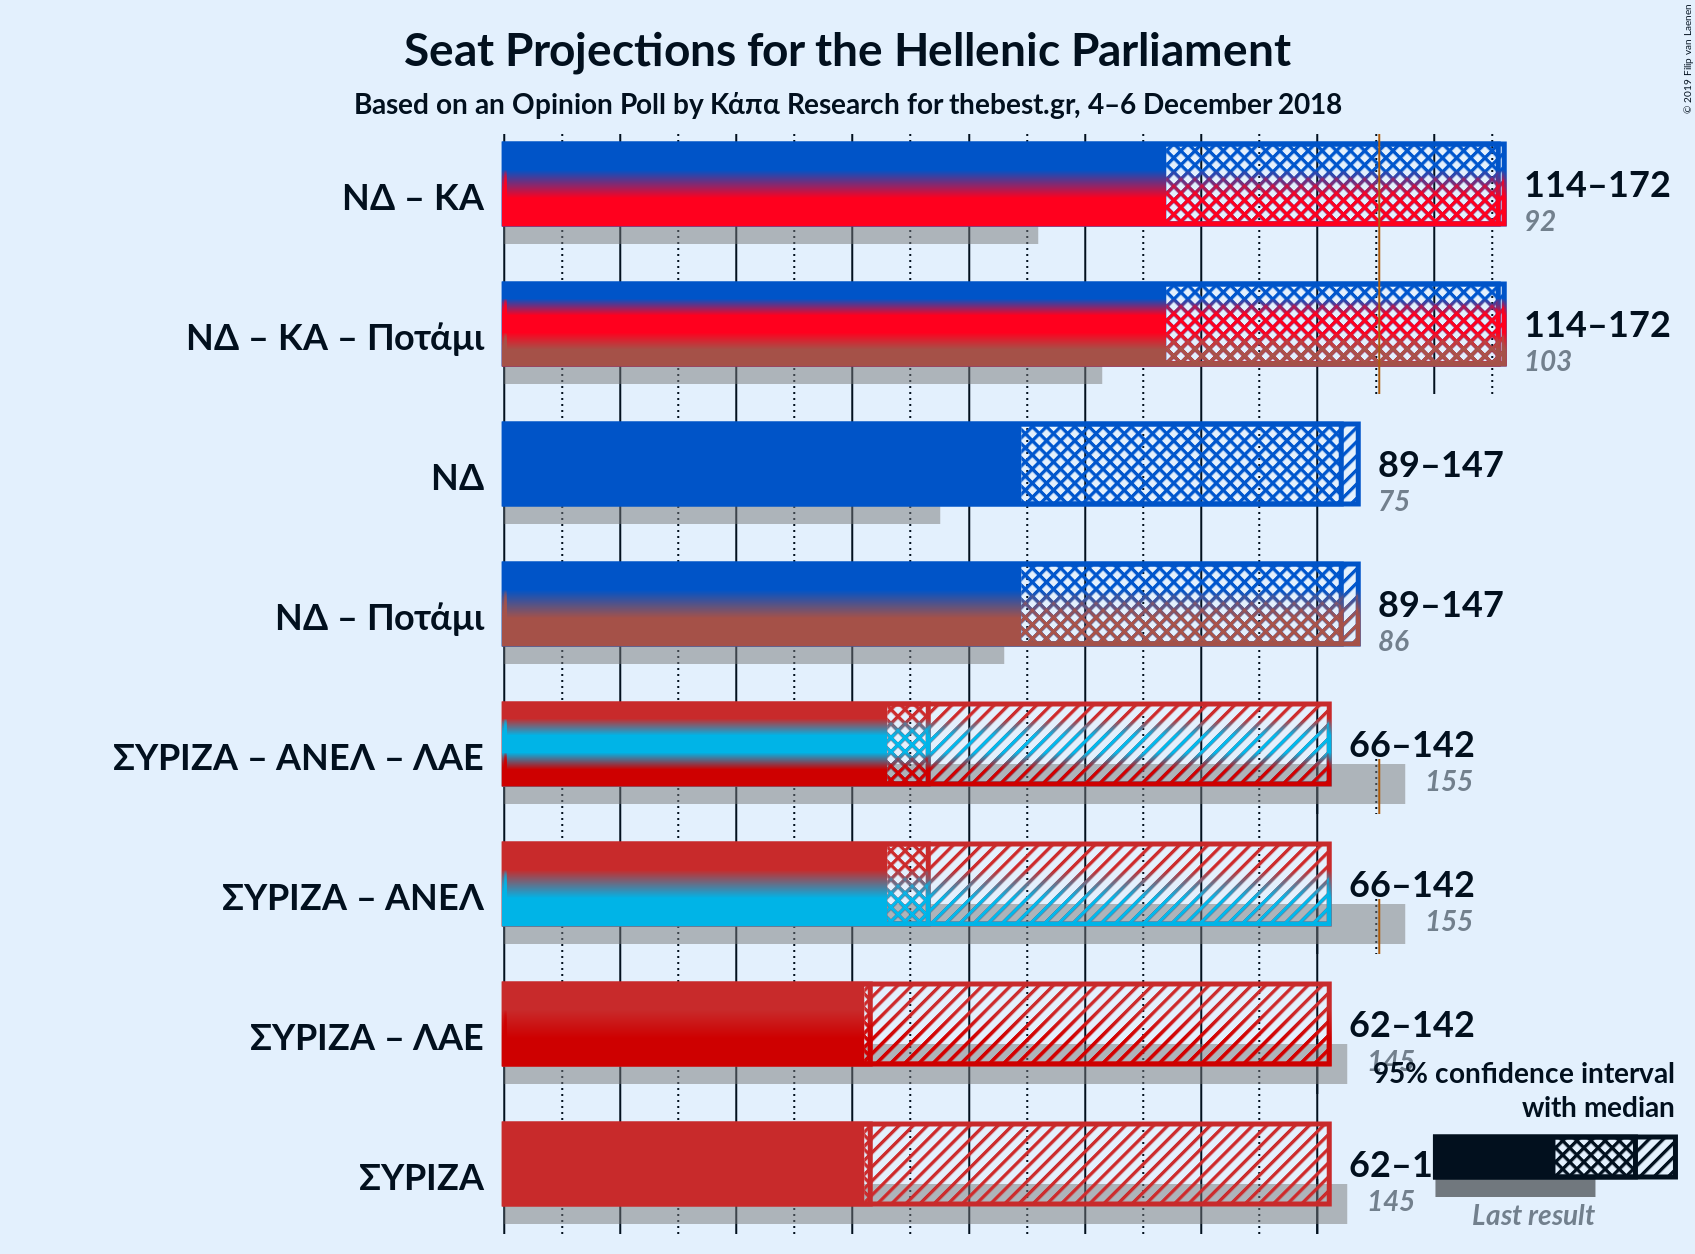 Seat Projections for the Hellenic Parliament
Based on an Opinion Poll by Κάπα Research for thebest.gr, 4–6 December 2018
© 2019 Filip van Laenen
ΝΔ – ΚΑ
114–172
92
ΝΔ – ΚΑ – Ποτάμι
114–172
103
ΝΔ
89–147
75
ΝΔ – Ποτάμι
89–147
86
ΣΥΡΙΖΑ – ΑΝΕΛ – ΛΑΕ
66–142
155
ΣΥΡΙΖΑ – ΑΝΕΛ
66–142
155
ΣΥΡΙΖΑ – ΛΑΕ
62–142
145
95% confidence interval
with median
ΣΥΡΙΖΑ
62–1
145
Last result